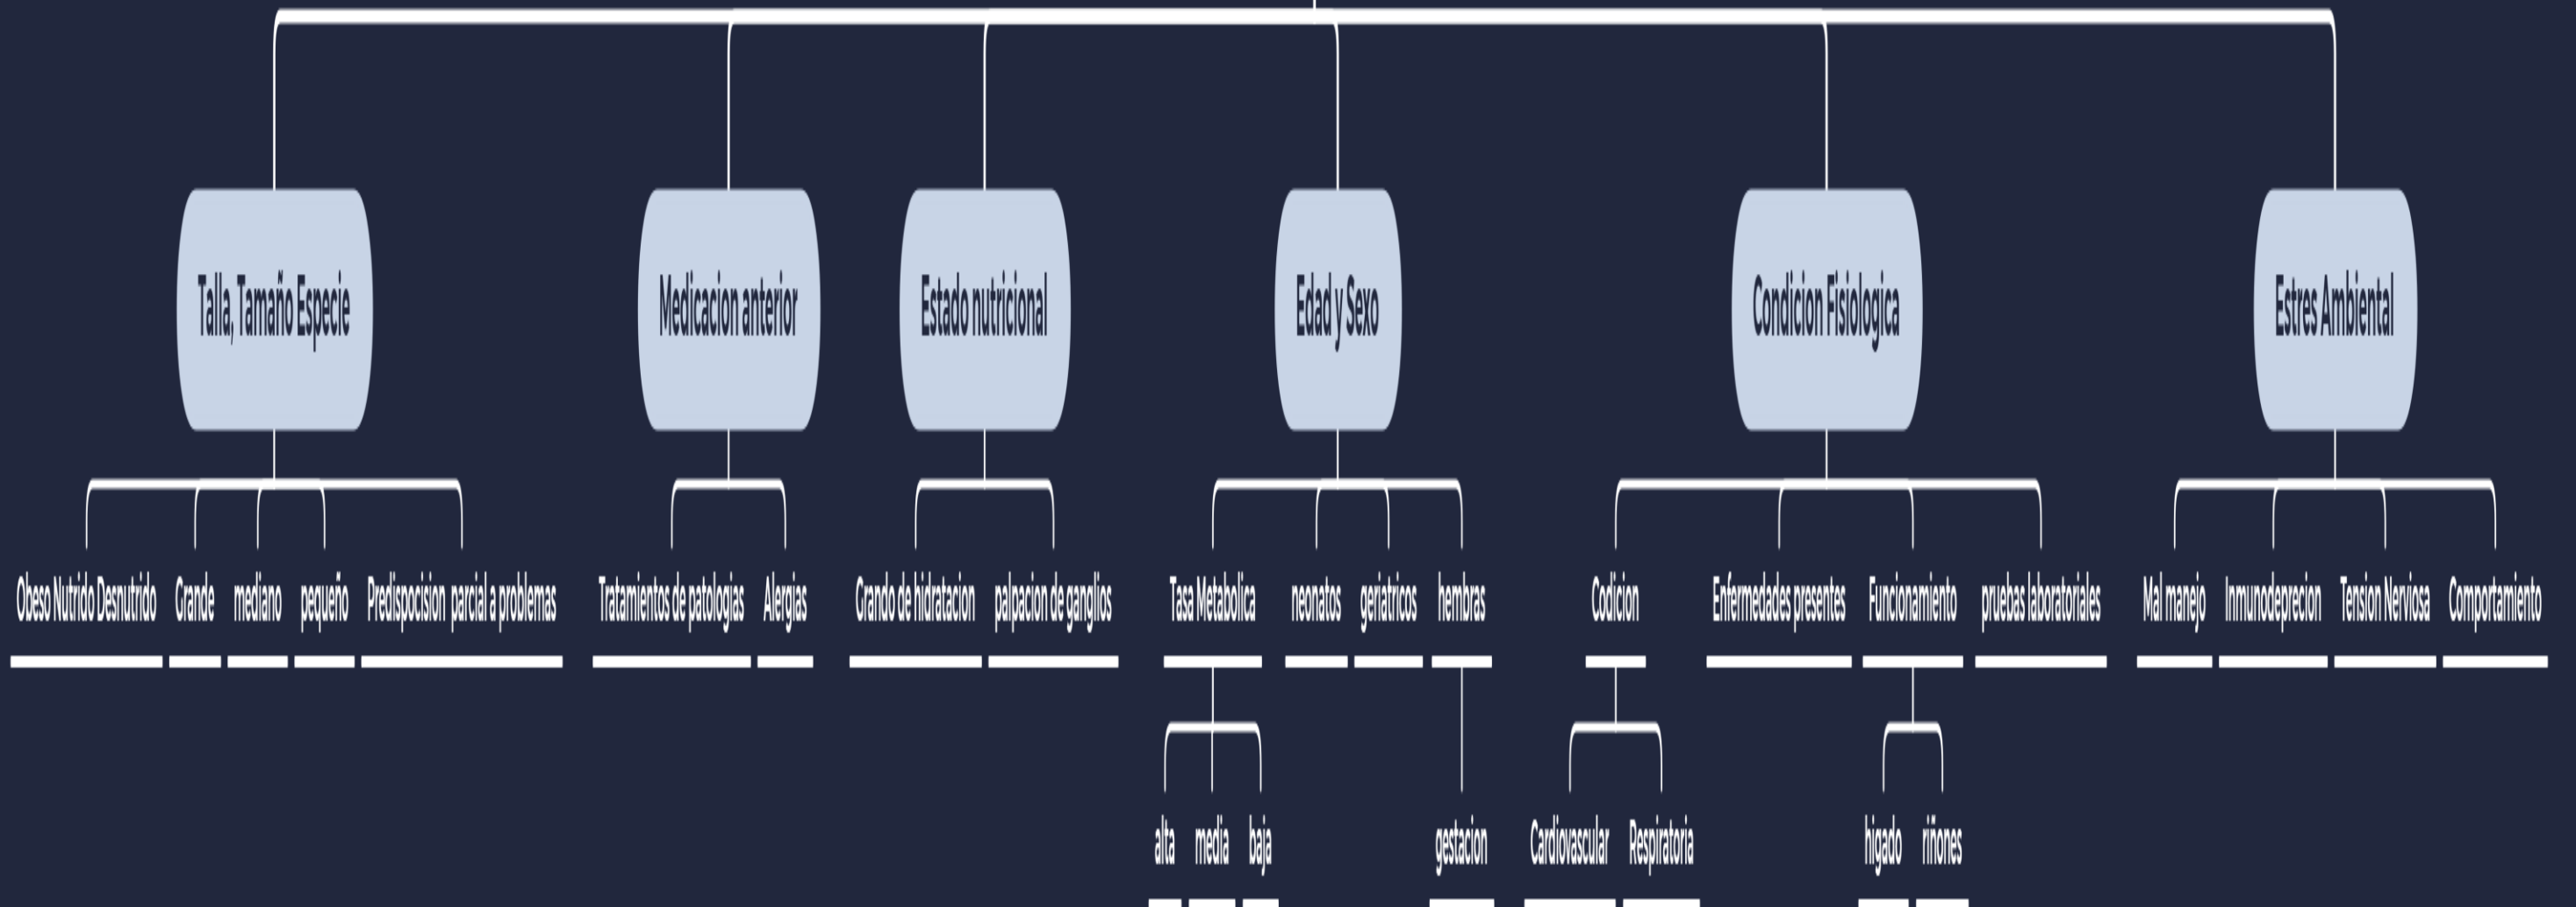 Talla, Tamaño Especie
Medicacion anterior
Estado nutricional
Edad y Sexo
Condicion Fisiologica
Estres Ambiental
Obeso Nutrido Desnutrido
Grande
mediano
pequeño
Predispocision parcial a problemas
Tratamientos de patologias
Alergias
Grando de hidratacion
palpacion de ganglios
Tasa Metabolica
neonatos
geriatricos
hembras
Codicion
Enfermedades presentes
Funcionamiento
pruebas laboratoriales
Mal manejo
Inmunodeprecion
Tension Nerviosa
Comportamiento
alta
media
baja
gestacion
Cardiovascular
Respiratoria
higado
riñones